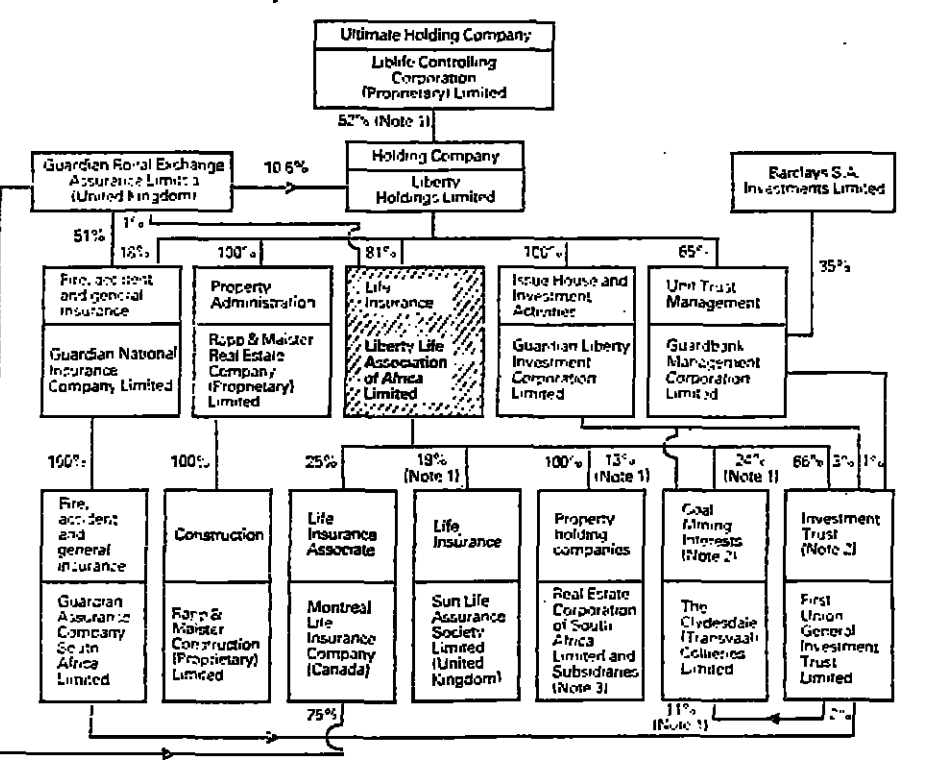 Ultimate Holding Company
Liblife Controlling
Corporation
(Proprietary) Limited
52% (Note 1)
Holding Company
Liberty
Holdings Limited
Guardian Royal Exchange
Assurance Limited
(United Kingdom)
10.6%
Barclays S.A.
Investments Limited
51%
1%
18%
100%
81%
100%
65%
35%
Fire, accident
and general
insurance
Guardian National
Insurance
Company Limited
Property
Administration
Rapp & Maister
Real Estate
Company
(Proprietary)
Limited
Life
Insurance
Liberty Life
Association
of Africa
Limited
Issue House and
Investment
Activities
Guardian Liberty
Investment
Corporation
Limited
Unit Trust
Management
Guardbank
Management
Corporation
Limited
100%
100%
25%
19%
(Note 1)
100%
13%
(Note 1)
24%
(Note 1)
66%
3%
1%
Fire,
accident
and
general
insurance
Guardian
Assurance
Company
South
Africa
Limited
Construction
Rapp &
Maister
Construction
(Proprietary)
Limited
Life
Insurance
Associate
Montreal
Life
Insurance
Company
(Canada)
Life
Insurance
Sun Life
Assurance
Society
Limited
(United
Kingdom)
Property
holding
companies
Real Estate
Corporation
of South
Africa
Limited and
Subsidiaries
(Note 3)
Coal
Mining
Interests
(Note 2)
The
Clydesdale
(Transvaal)
Collieries
Limited
Investment
Trust
(Note 2)
First
Union
General
Investment
Trust
Limited
75%
11%
(Note 1)
2%